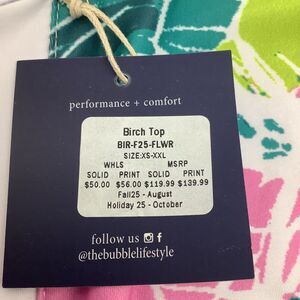 performance + comfort
Birch Top
BIR-F25-FLWR
SIZE:XS-XXL
WHLS MSRP
SOLID PRINT SOLID PRINT
$50.00 $56.00 $119.99 $139.99
Fall25 - August
Holiday 25 - October
follow us
@thebubblelifestyle